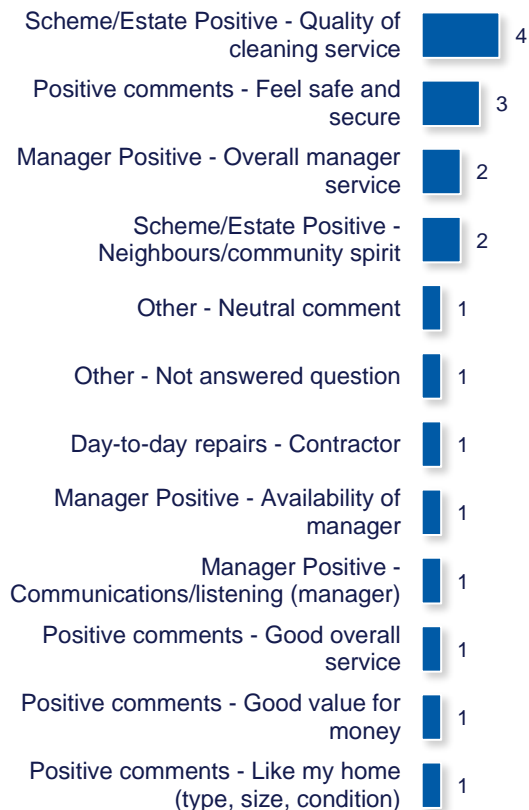 Scheme/Estate Positive - Quality of
cleaning service
4
Positive comments - Feel safe and
secure
3
Manager Positive - Overall manager
service
2
Scheme/Estate Positive -
Neighbours/community spirit
2
Other - Neutral comment
1
Other - Not answered question
1
Day-to-day repairs - Contractor
1
Manager Positive - Availability of
manager
1
Manager Positive -
Communications/listening (manager)
1
Positive comments - Good overall
service
1
Positive comments - Good value for
money
1
Positive comments - Like my home
(type, size, condition)
1